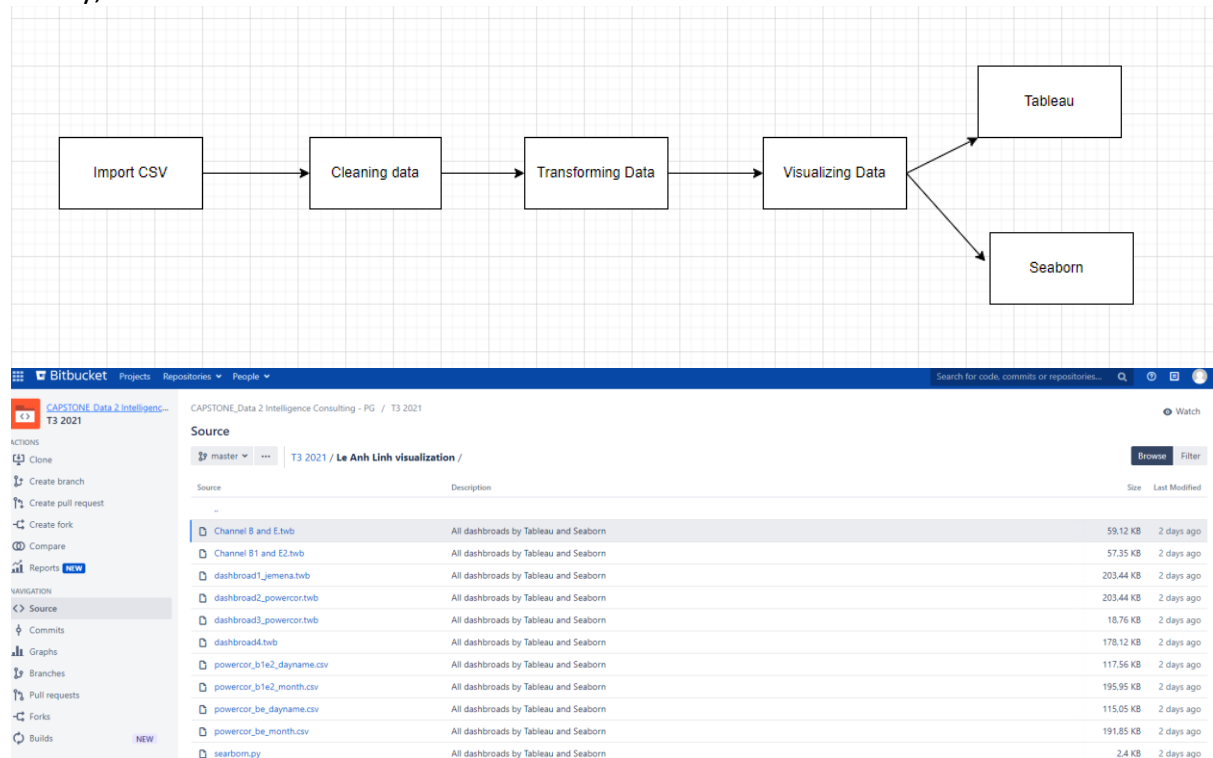 Tableau
Import CSV
Cleaning data
Transforming Data
Visualizing Data
Seaborn
Bitbucket Projects Repositories People
Search for code, commits or repositories...
CAPSTONE_Data 2 Intelligenc...
T3 2021
CAPSTONE_Data 2 Intelligence Consulting - PG / T3 2021
Watch
Source
ACTIONS
Clone
Create branch
Create pull request
Create fork
Compare
Reports NEW
NAVIGATION
Source
Commits
Graphs
Branches
Pull requests
Forks
Builds NEW
master ... T3 2021 / Le Anh Linh visualization /
Browse Filter
Source Description Size Last Modified
..
Channel B and E.twb All dashbroads by Tableau and Seaborn 59,12 KB 2 days ago
Channel B1 and E2.twb All dashbroads by Tableau and Seaborn 57,35 KB 2 days ago
dashbroad1_jemena.twb All dashbroads by Tableau and Seaborn 203,44 KB 2 days ago
dashbroad2_powercor.twb All dashbroads by Tableau and Seaborn 203,44 KB 2 days ago
dashbroad3_powercor.twb All dashbroads by Tableau and Seaborn 18,76 KB 2 days ago
dashbroad4.twb All dashbroads by Tableau and Seaborn 178,12 KB 2 days ago
powercor_b1e2_dayname.csv All dashbroads by Tableau and Seaborn 117,56 KB 2 days ago
powercor_b1e2_month.csv All dashbroads by Tableau and Seaborn 195,95 KB 2 days ago
powercor_be_dayname.csv All dashbroads by Tableau and Seaborn 115,05 KB 2 days ago
powercor_be_month.csv All dashbroads by Tableau and Seaborn 191,85 KB 2 days ago
searborn.py All dashbroads by Tableau and Seaborn 2.4 KB 2 days ago